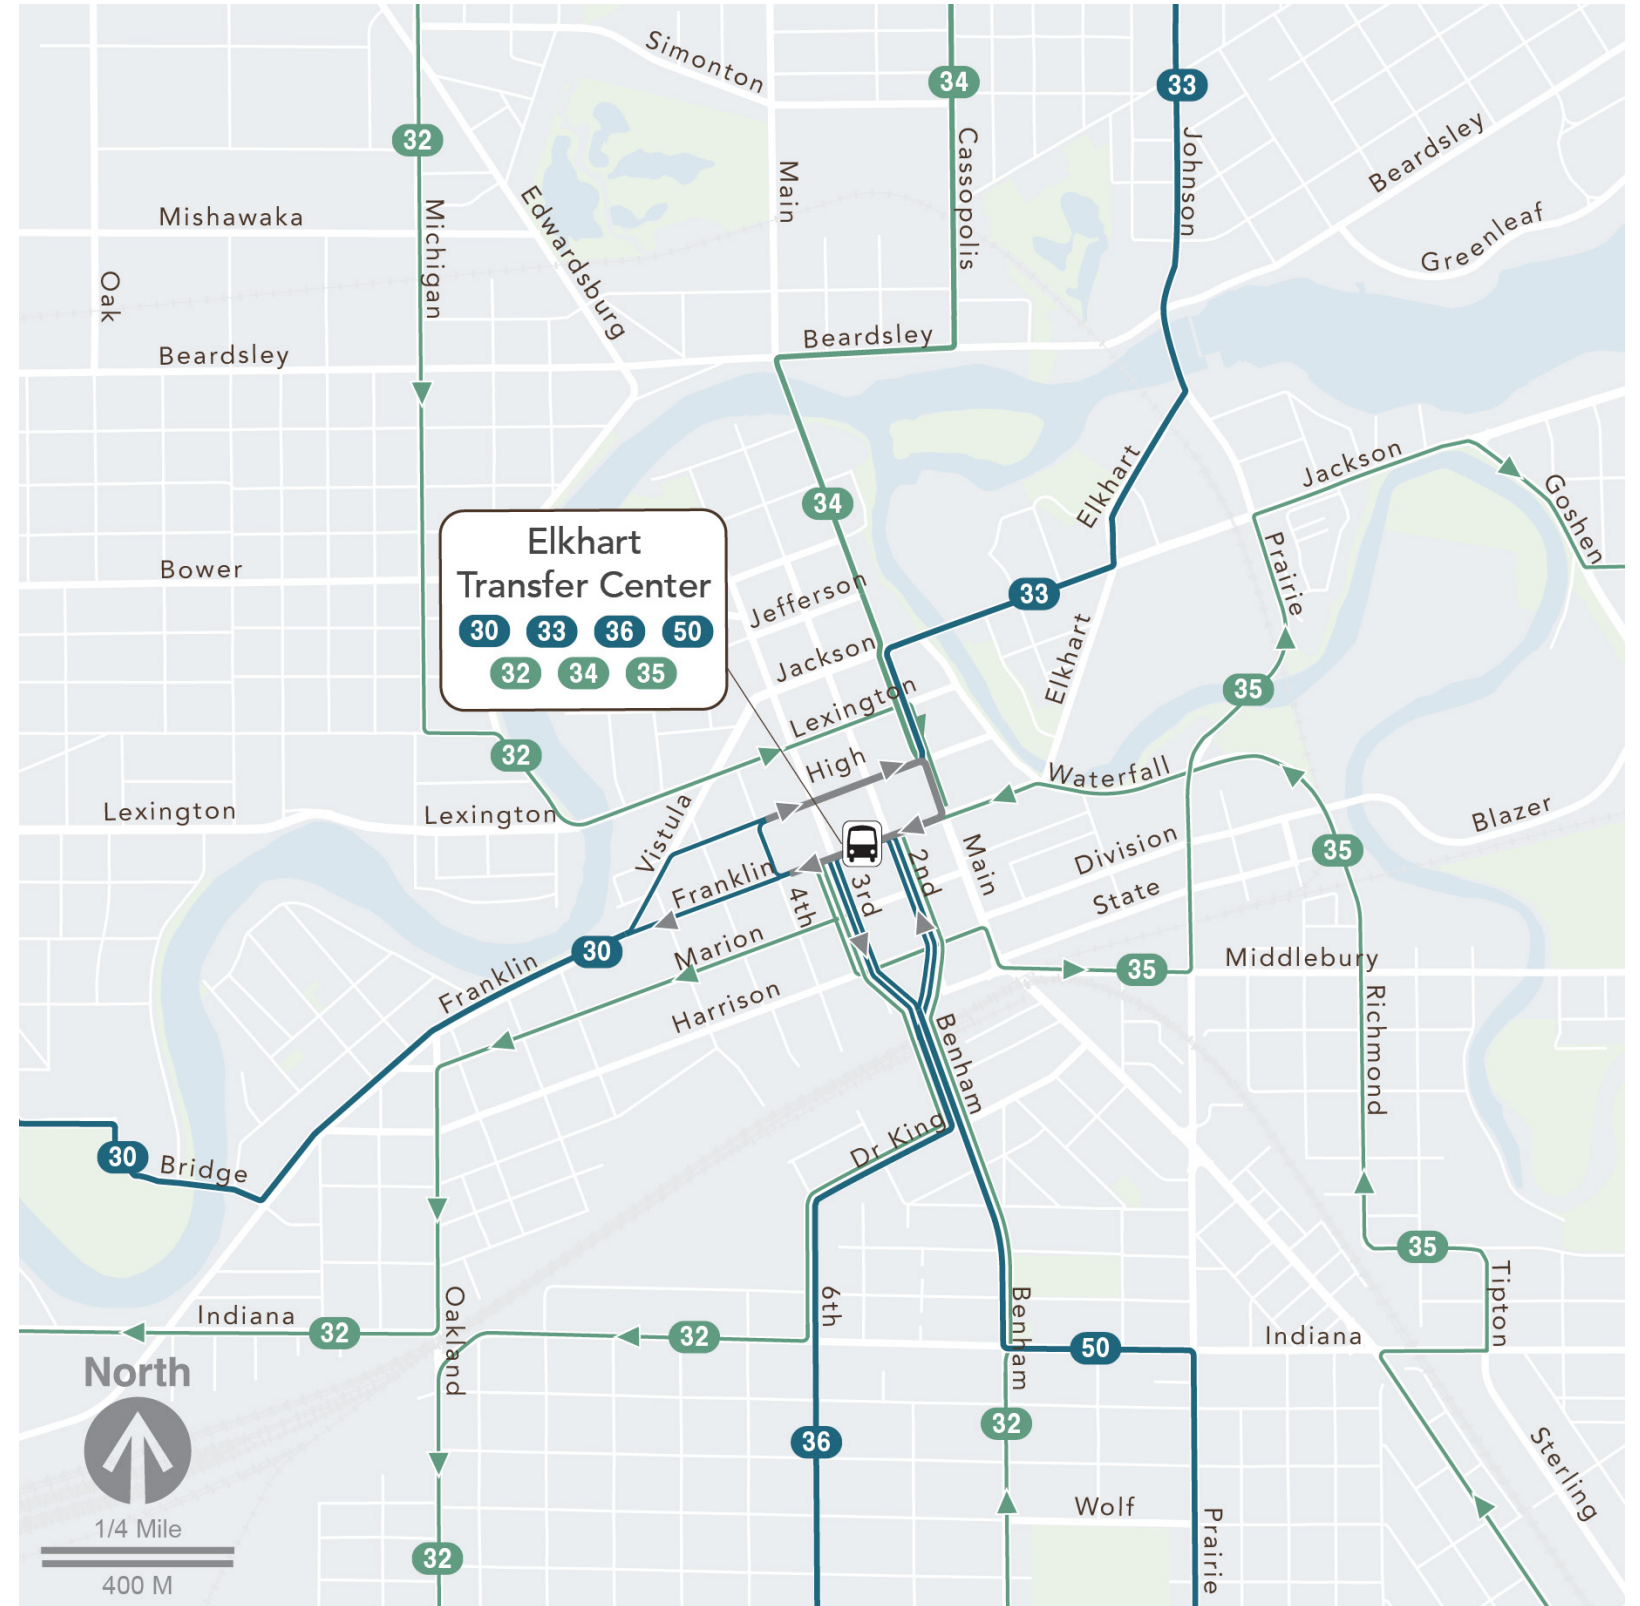 Simonton
34
33
32
Cassopolis
Johnson
Beardsley
Main
Edwardsburg
Michigan
Mishawaka
Greenleaf
Oak
Beardsley
Beardsley
Elkhart
Jackson
Goshen
34
Elkhart
Transfer Center
30 33 36 50
32 34 35
Bower
Prairie
Jefferson
33
Elkhart
Jackson
Lexington
35
32
High
Waterfall
Lexington
Lexington
Vistula
Blazer
Division
35
Main
2nd
3rd
4th
Franklin
State
30
Marion
Franklin
35
Middlebury
Harrison
Richmond
Benham
Dr King
30
Bridge
35
Tipton
Indiana
32
Oakland
32
6th
Benham
50
Indiana
North
32
36
Sterling
Wolf
Prairie
1/4 Mile
32
400 M